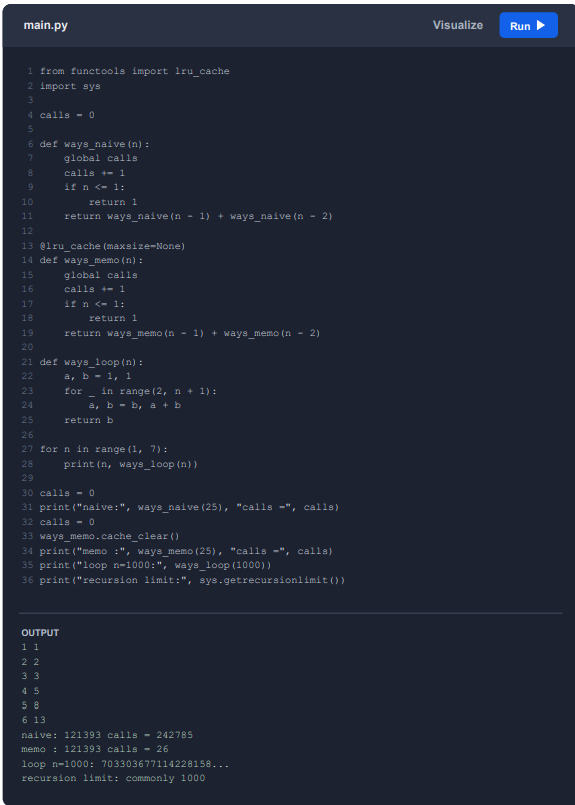 main.py
Visualize
Run
1 from functools import lru_cache
2 import sys
3
4 calls = 0
5
6 def ways_naive(n):
7     global calls
8     calls += 1
9     if n <= 1:
10         return 1
11     return ways_naive(n - 1) + ways_naive(n - 2)
12
13 @lru_cache(maxsize=None)
14 def ways_memo(n):
15     global calls
16     calls += 1
17     if n <= 1:
18         return 1
19     return ways_memo(n - 1) + ways_memo(n - 2)
20
21 def ways_loop(n):
22     a, b = 1, 1
23     for _ in range(2, n + 1):
24         a, b = b, a + b
25     return b
26
27 for n in range(1, 7):
28     print(n, ways_loop(n))
29
30 calls = 0
31 print("naive:", ways_naive(25), "calls =", calls)
32 calls = 0
33 ways_memo.cache_clear()
34 print("memo :", ways_memo(25), "calls =", calls)
35 print("loop n=1000:", ways_loop(1000))
36 print("recursion limit:", sys.getrecursionlimit())
OUTPUT
1 1
2 2
3 3
4 5
5 8
6 13
naive: 121393 calls = 242785
memo : 121393 calls = 26
loop n=1000: 703303677114228158...
recursion limit: commonly 1000